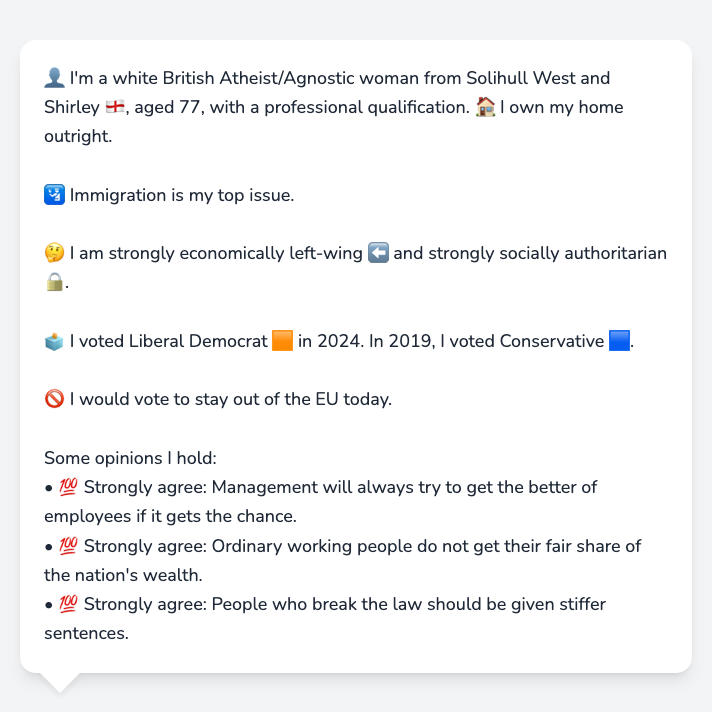 👤 I'm a white British Atheist/Agnostic woman from Solihull West and
Shirley 🏴󠁧󠁢󠁥󠁮󠁧󠁿, aged 77, with a professional qualification. 🏠 I own my home
outright.
🛂 Immigration is my top issue.
🤔 I am strongly economically left-wing ⬅️ and strongly socially authoritarian
🔒.
🗳️ I voted Liberal Democrat 🟧 in 2024. In 2019, I voted Conservative 🟦.
🚫 I would vote to stay out of the EU today.
Some opinions I hold:
• 💯 Strongly agree: Management will always try to get the better of
employees if it gets the chance.
• 💯 Strongly agree: Ordinary working people do not get their fair share of
the nation's wealth.
• 💯 Strongly agree: People who break the law should be given stiffer
sentences.